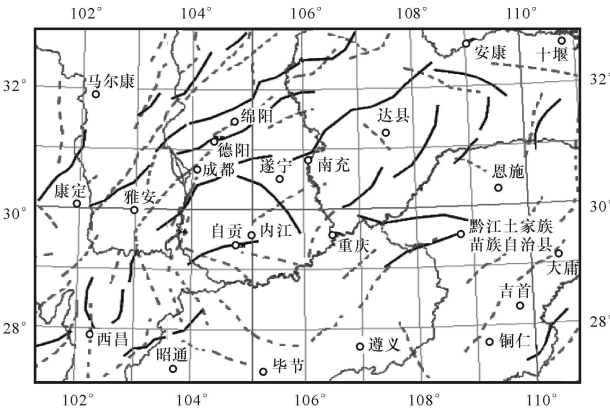 102° 104° 106° 108° 110°
安康 十堰
32° 32°
马尔康
绵阳
达县
德阳
成都 遂宁 南充
恩施
康定 雅安
30° 30°
自贡 内江 重庆 黔江土家族
苗族自治县
大庸
吉首
28° 28°
西昌 遵义 铜仁
昭通 毕节
102° 104° 106° 108° 110°